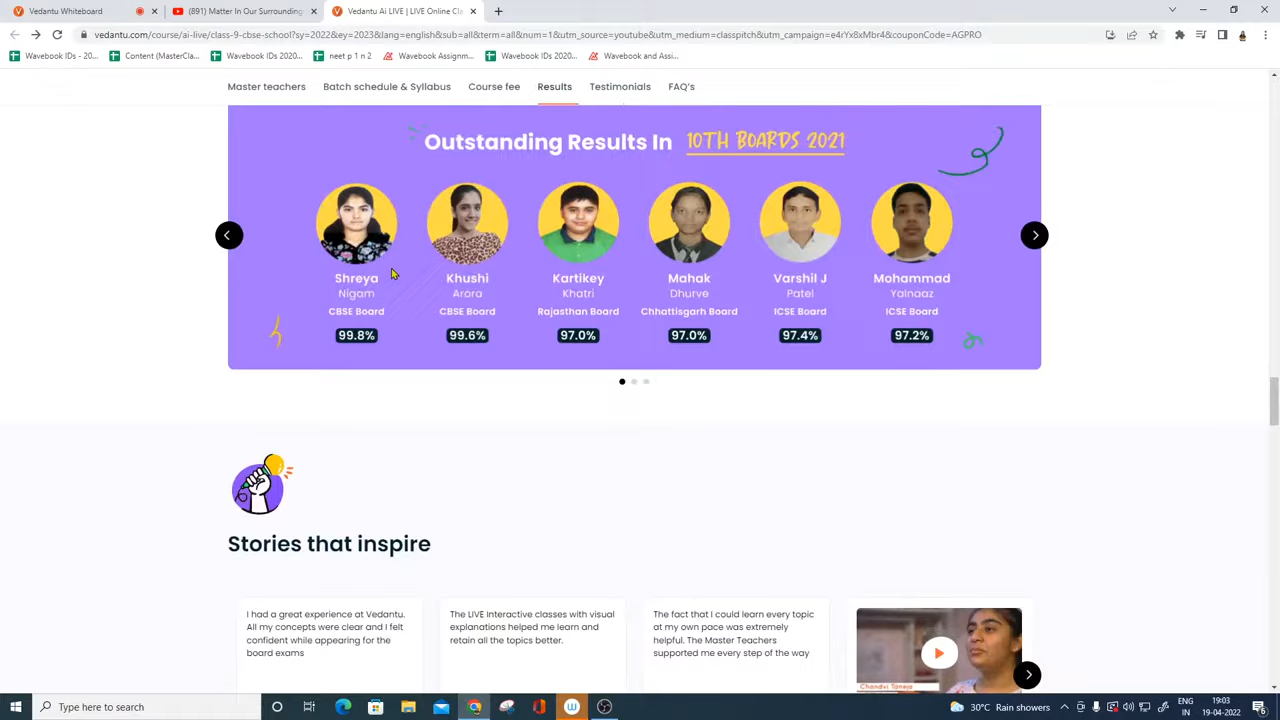 Vedantu Whiteboard
(891) Matter In Our Surrounding
Vedantu Ai LIVE | LIVE Online Cla
vedantu.com/course/ai-live/class-9-cbse-school?sy=2022&ey=2023&lang=english&sub=all&term=all&num=1&utm_source=youtube&utm_medium=classpitch&utm_campaign=e4rYx8xMbr4&couponCode=AGPRO
Wavebook IDs - 20...
Content (MasterCla...
Wavebook IDs 2020...
neet p 1 n 2
Wavebook Assignm...
Wavebook IDs 2020...
Wavebook and Assi...
Master teachers
Batch schedule & Syllabus
Course fee
Results
Testimonials
FAQ's
Outstanding Results In 10TH BOARDS 2021
Shreya
Nigam
CBSE Board
99.8%
Khushi
Arora
CBSE Board
99.6%
Kartikey
Khatri
Rajasthan Board
97.0%
Mahak
Dhurve
Chhattisgarh Board
97.0%
Varshil J
Patel
ICSE Board
97.4%
Mohammad
Yalnaaz
ICSE Board
97.2%
Stories that inspire
I had a great experience at Vedantu.
All my concepts were clear and I felt
confident while appearing for the
board exams
The LIVE Interactive classes with visual
explanations helped me learn and
retain all the topics better.
The fact that I could learn every topic
at my own pace was extremely
helpful. The Master Teachers
supported me every step of the way
Chandvi Taneja
Type here to search
30°C Rain showers
ENG
IN
19:03
19-04-2022